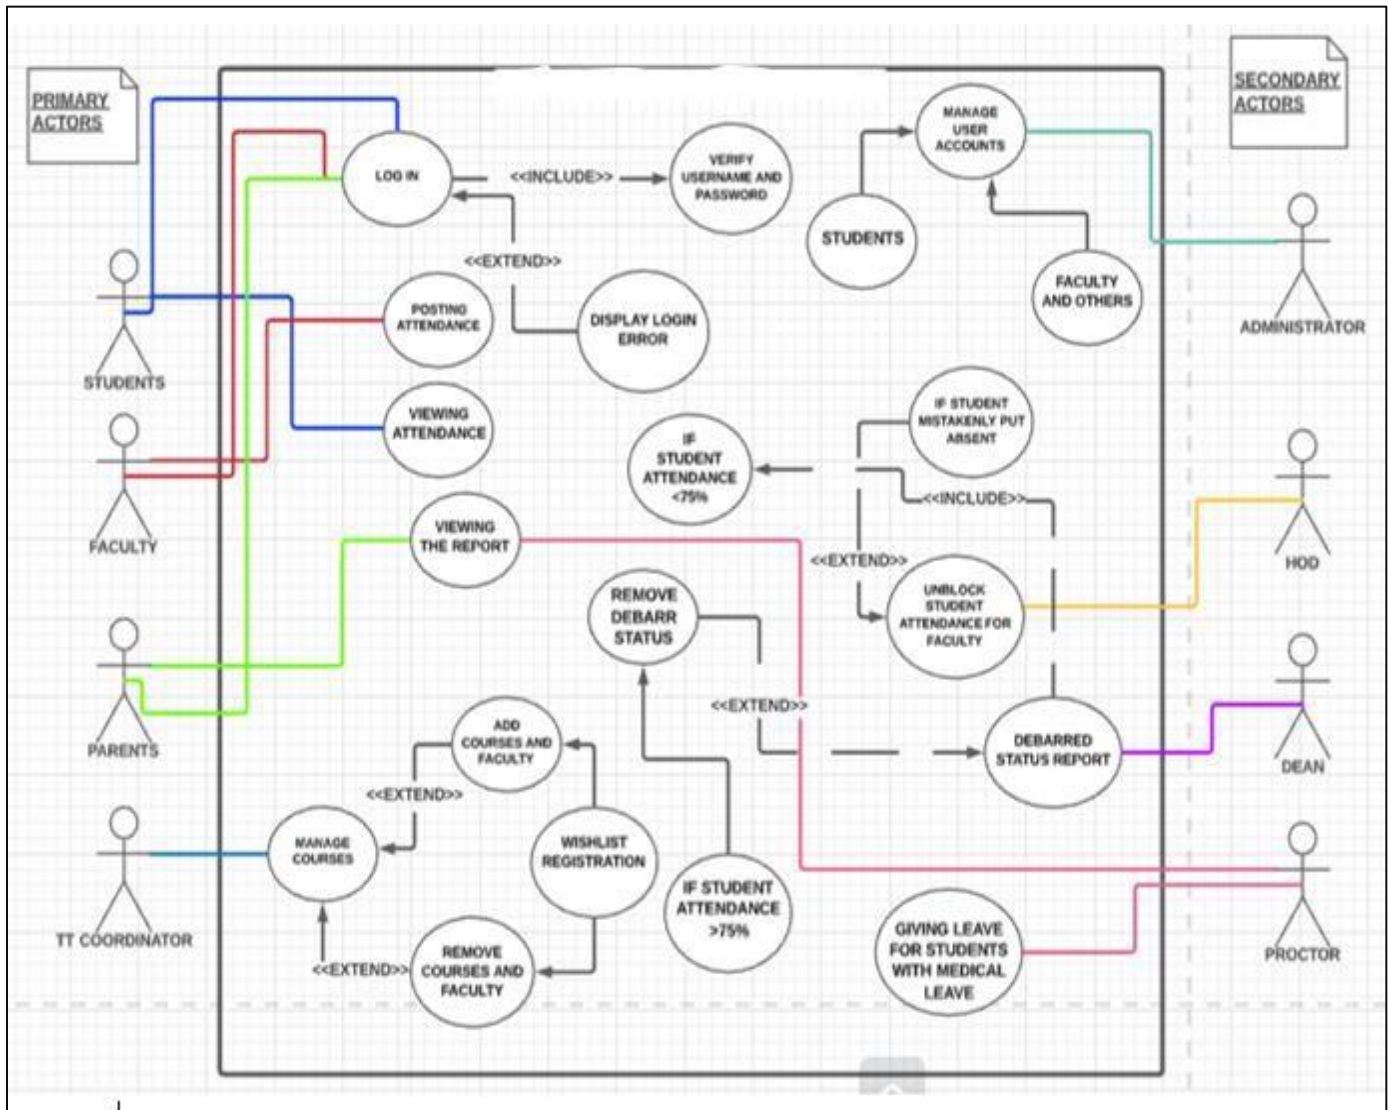 PRIMARY
ACTORS
SECONDARY
ACTORS
LOG IN
<<INCLUDE>>
VERIFY
USERNAME AND
PASSWORD
MANAGE
USER
ACCOUNTS
STUDENTS
FACULTY
AND OTHERS
ADMINISTRATOR
<<EXTEND>>
DISPLAY LOGIN
ERROR
POSTING
ATTENDANCE
STUDENTS
VIEWING
ATTENDANCE
IF
STUDENT
ATTENDANCE
<75%
IF STUDENT
MISTAKENLY PUT
ABSENT
<<INCLUDE>>
FACULTY
VIEWING
THE REPORT
<<EXTEND>>
UNBLOCK
STUDENT
ATTENDANCE FOR
FACULTY
HOD
REMOVE
DEBARR
STATUS
<<EXTEND>>
DEBARRED
STATUS REPORT
DEAN
PARENTS
ADD
COURSES AND
FACULTY
<<EXTEND>>
MANAGE
COURSES
WISHLIST
REGISTRATION
IF STUDENT
ATTENDANCE
>75%
TT COORDINATOR
<<EXTEND>>
REMOVE
COURSES AND
FACULTY
GIVING LEAVE
FOR STUDENTS
WITH MEDICAL
LEAVE
PROCTOR